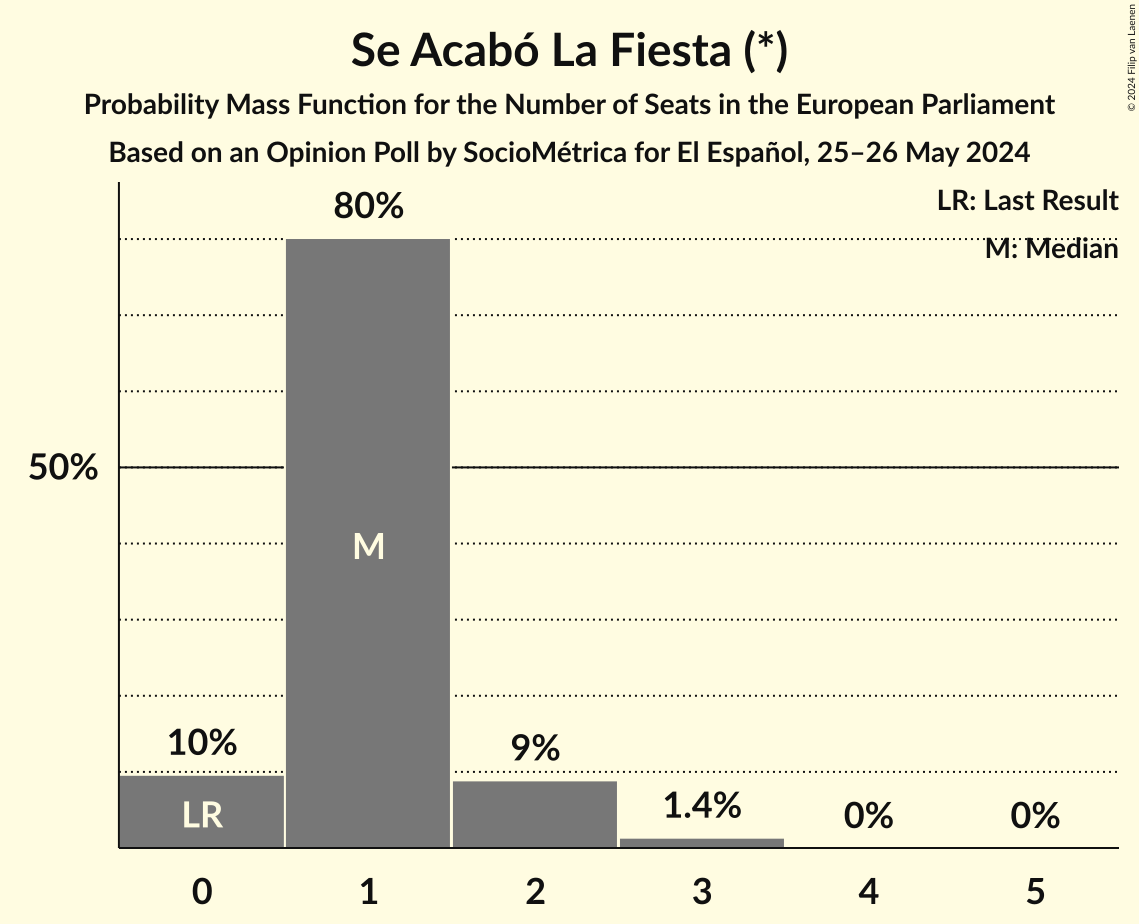 Se Acabó La Fiesta (*)
Probability Mass Function for the Number of Seats in the European Parliament
Based on an Opinion Poll by SocioMétrica for El Español, 25–26 May 2024
© 2024 Filip van Laenen
LR: Last Result
M: Median
80%
50%
M
10%
9%
1.4%
0%
0%
LR
0 1 2 3 4 5